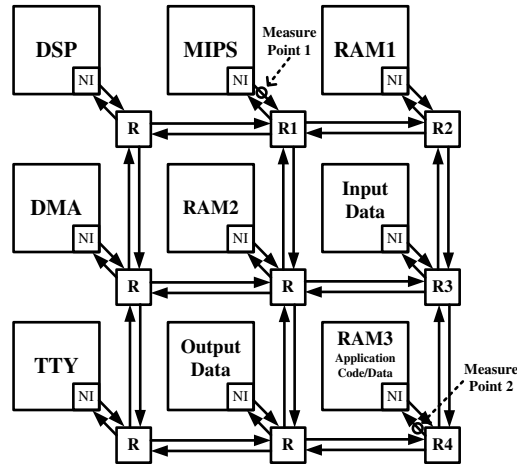 DSP
MIPS
Measure
Point 1
RAM1
NI
NI
NI
R
R1
R2
DMA
RAM2
Input
Data
NI
NI
NI
R
R
R3
TTY
Output
Data
RAM3
Application
Code/Data
Measure
Point 2
NI
NI
NI
R
R
R4